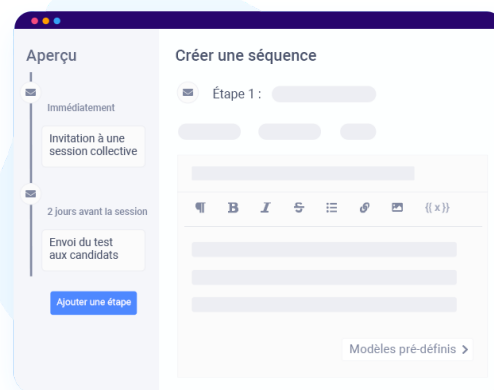 Aperçu
Immédiatement
Invitation à une
session collective
2 jours avant la session
Envoi du test
aux candidats
Ajouter une étape
Créer une séquence
Étape 1 :
¶ B I S {{ x }}
Modèles pré-définis >